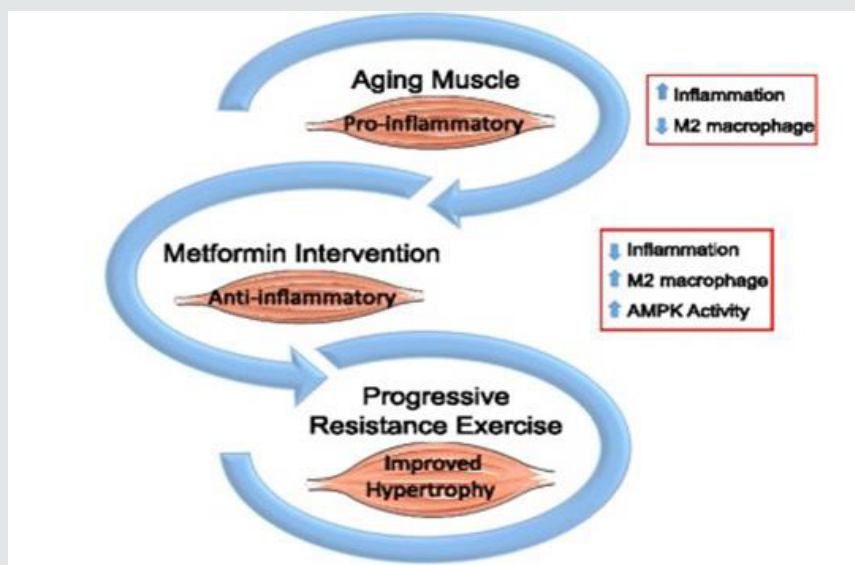 Aging Muscle
Pro-inflammatory
Inflammation
M2 macrophage
Metformin Intervention
Anti-inflammatory
Inflammation
M2 macrophage
AMPK Activity
Progressive
Resistance Exercise
Improved
Hypertrophy